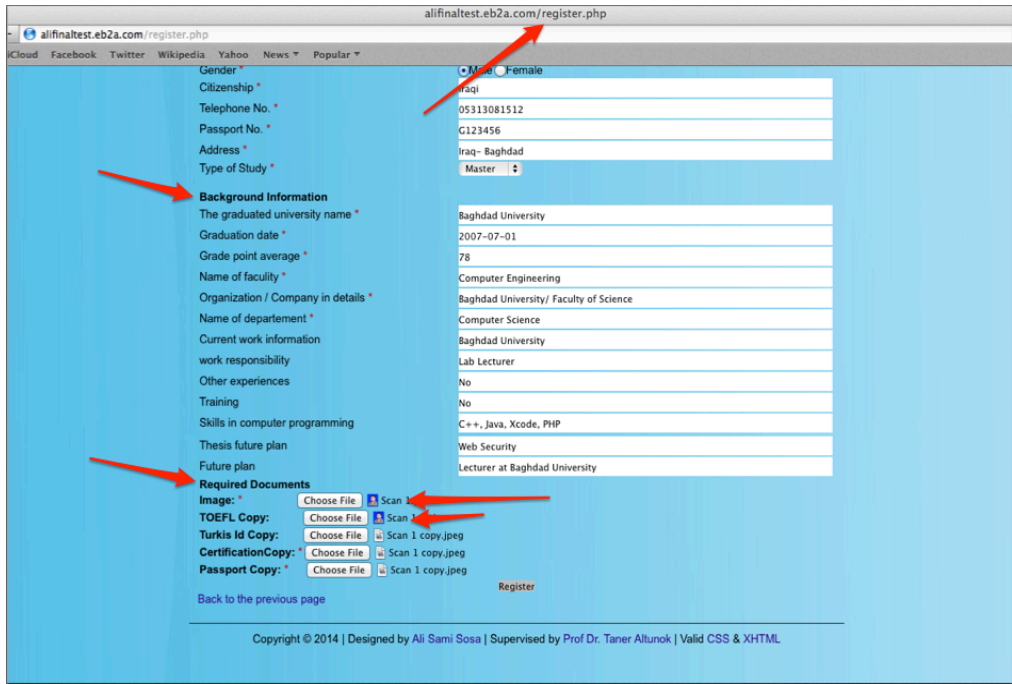 alifinaltest.eb2a.com/register.php
alifinaltest.eb2a.com/register.php
iCloud Facebook Twitter Wikipedia Yahoo News Popular
Gender * Male Female
Citizenship * Iraqi
Telephone No. * 05313081512
Passport No. * G123456
Address * Iraq- Baghdad
Type of Study * Master
Background Information
The graduated university name * Baghdad University
Graduation date * 2007-07-01
Grade point average * 78
Name of faculity * Computer Engineering
Organization / Company in details * Baghdad University/ Faculty of Science
Name of departement * Computer Science
Current work information Baghdad University
work responsibility Lab Lecturer
Other experiences No
Training No
Skills in computer programming C++, Java, Xcode, PHP
Thesis future plan Web Security
Future plan Lecturer at Baghdad University
Required Documents
Image: * Choose File Scan 1
TOEFL Copy: Choose File Scan 1
Turkis Id Copy: Choose File Scan 1 copy.jpeg
CertificationCopy: * Choose File Scan 1 copy.jpeg
Passport Copy: * Choose File Scan 1 copy.jpeg
Register
Back to the previous page
Copyright © 2014 | Designed by Ali Sami Sosa | Supervised by Prof Dr. Taner Altunok | Valid CSS & XHTML